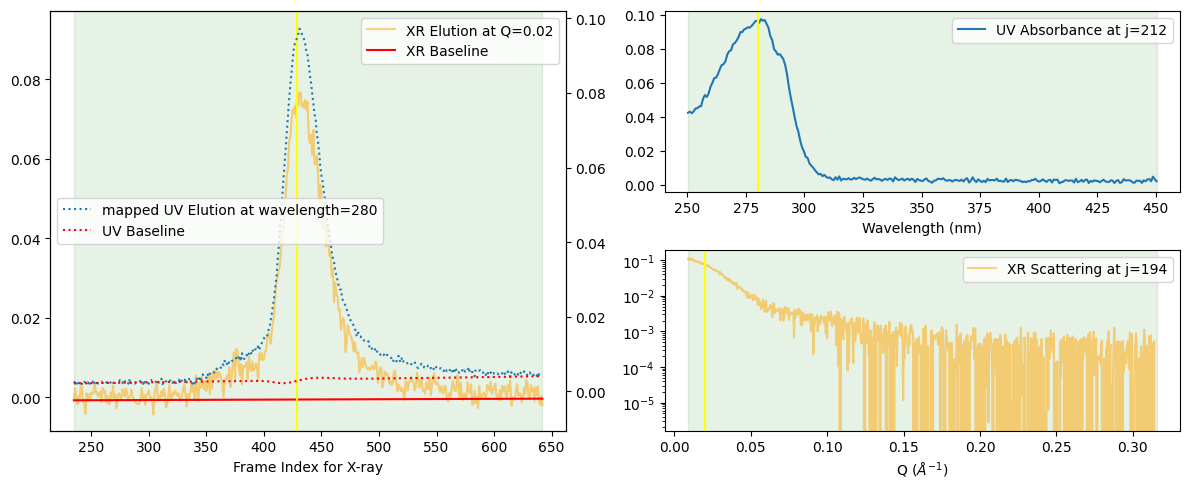 XR Elution at Q=0.02
XR Baseline
mapped UV Elution at wavelength=280
UV Baseline
0.08
0.06
0.04
0.02
0.00
0.10
0.08
0.06
0.04
0.02
0.00
250 300 350 400 450 500 550 600 650
Frame Index for X-ray
UV Absorbance at j=212
0.10
0.08
0.06
0.04
0.02
0.00
250 275 300 325 350 375 400 425 450
Wavelength (nm)
XR Scattering at j=194
10⁻¹
10⁻²
10⁻³
10⁻⁴
10⁻⁵
0.00 0.05 0.10 0.15 0.20 0.25 0.30
Q (Å⁻¹)